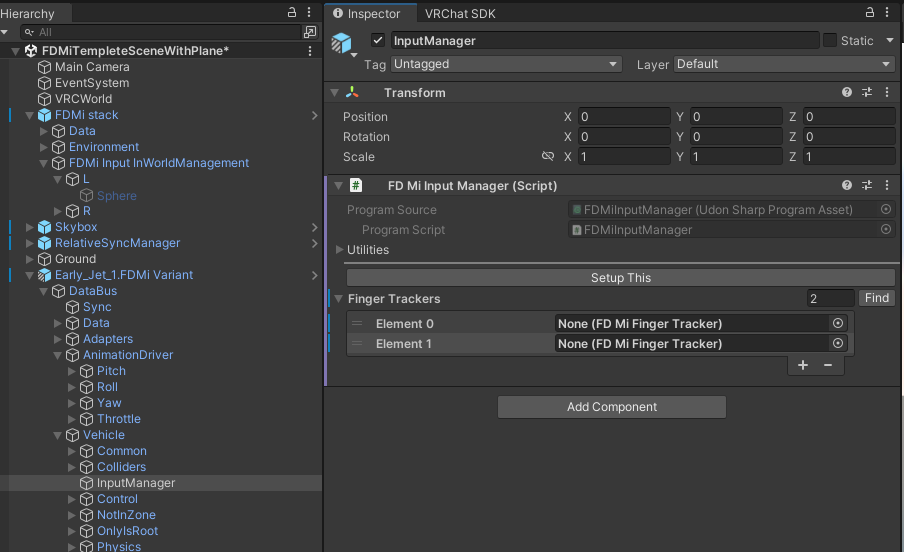 Hierarchy
All
FDMiTempleteSceneWithPlane*
Main Camera
EventSystem
VRCWorld
FDMi stack
Data
Environment
FDMi Input InWorldManagement
L
Sphere
R
Skybox
RelativeSyncManager
Ground
Early_Jet_1.FDMi Variant
DataBus
Sync
Data
Adapters
AnimationDriver
Pitch
Roll
Yaw
Throttle
Vehicle
Common
Colliders
InputManager
Control
NotInZone
OnlyIsRoot
Physics
Inspector VRChat SDK
InputManager Static
Tag Untagged Layer Default
Transform
Position X 0 Y 0 Z 0
Rotation X 0 Y 0 Z 0
Scale X 1 Y 1 Z 1
FD Mi Input Manager (Script)
Program Source FDMiInputManager (Udon Sharp Program Asset)
Program Script FDMiInputManager
Utilities
Setup This
Finger Trackers 2 Find
Element 0 None (FD Mi Finger Tracker)
Element 1 None (FD Mi Finger Tracker)
+ −
Add Component